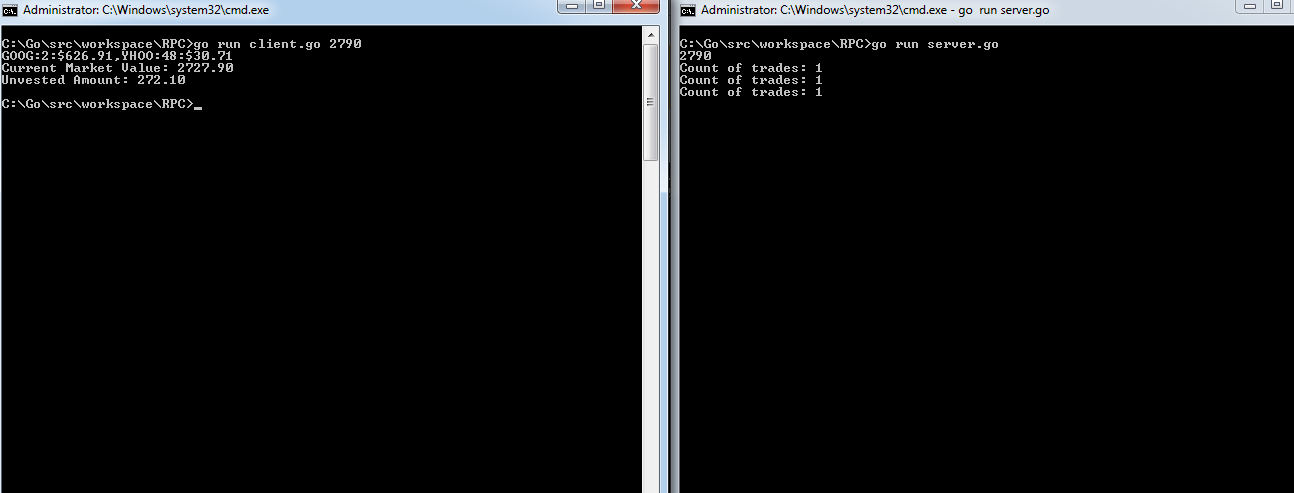 Administrator: C:\Windows\system32\cmd.exe
C:\Go\src\workspace\RPC>go run client.go 2790
GOOG:2:$626.91,YHOO:48:$30.71
Current Market Value: 2727.90
Unvested Amount: 272.10
C:\Go\src\workspace\RPC>_
Administrator: C:\Windows\system32\cmd.exe - go  run server.go
C:\Go\src\workspace\RPC>go run server.go
2790
Count of trades: 1
Count of trades: 1
Count of trades: 1